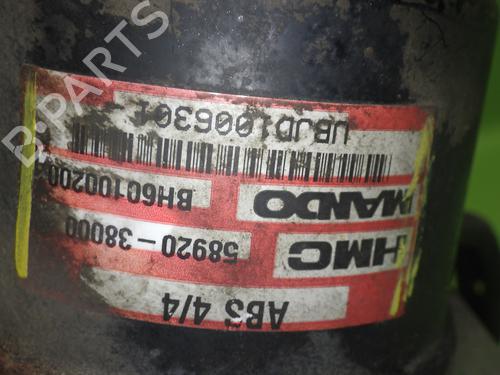 ABS 4/4
HMC 58920-38000
MANDO BH60100200
UBJD1006301
B-PARTS